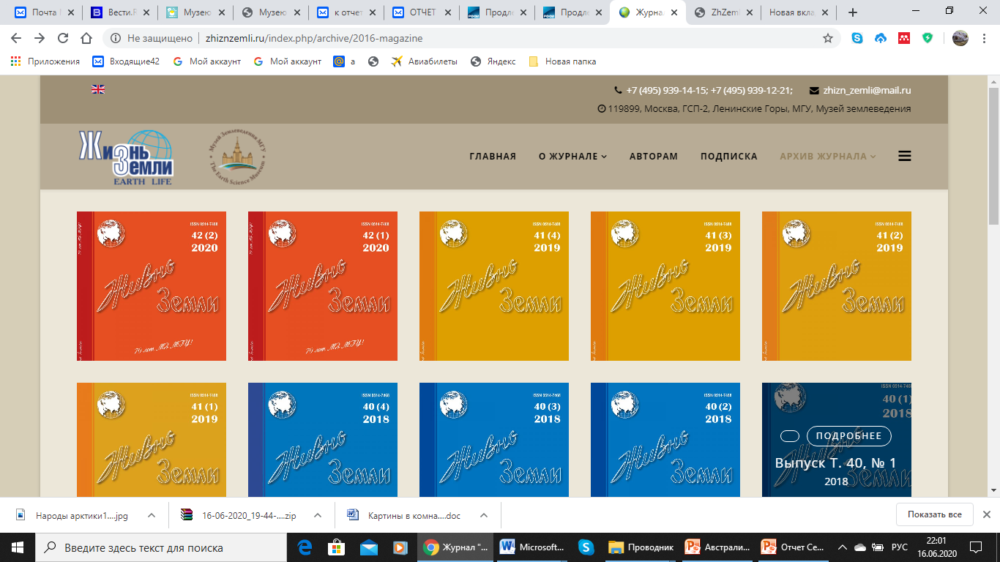 Почта
Вести.R
Музею
Музею
к отчет
ОТЧЕТ
Продле
Продле
Журна
ZhZeml
Новая вкла
Не защищено
zhiznzemli.ru/index.php/archive/2016-magazine
Приложения
Входящие42
Мой аккаунт
Мой аккаунт
а
Авиабилеты
Яндекс
Новая папка
+7 (495) 939-14-15; +7 (495) 939-12-21;
zhizn_zemli@mail.ru
119899, Москва, ГСП-2, Ленинские Горы, МГУ, Музей землеведения
Жизнь
Земли
EARTH LIFE
Музей Землеведения МГУ
The Earth Science Museum
ГЛАВНАЯ
О ЖУРНАЛЕ
АВТОРАМ
ПОДПИСКА
АРХИВ ЖУРНАЛА
ISSN 0514-7468
42 (2)
2020
Жизнь
Земли
70 лет МЗ МГУ!
ISSN 0514-7468
42 (1)
2020
Жизнь
Земли
70 лет МЗ МГУ!
ISSN 0514-7468
41 (4)
2019
Жизнь
Земли
ISSN 0514-7468
41 (3)
2019
Жизнь
Земли
ISSN 0514-7468
41 (2)
2019
Жизнь
Земли
ISSN 0514-7468
41 (1)
2019
Жизнь
Земли
ISSN 0514-7468
40 (4)
2018
Жизнь
Земли
ISSN 0514-7468
40 (3)
2018
Жизнь
Земли
ISSN 0514-7468
40 (2)
2018
Жизнь
Земли
ISSN 0514-7468
40 (1)
2018
ПОДРОБНЕЕ
Выпуск Т. 40, № 1
2018
Народы арктики1....jpg
16-06-2020_19-44-....zip
Картины в комна....doc
Показать все
Введите здесь текст для поиска
Журнал "...
Microsoft...
Проводник
Австрали...
Отчет Се...
РУС
22:01
16.06.2020